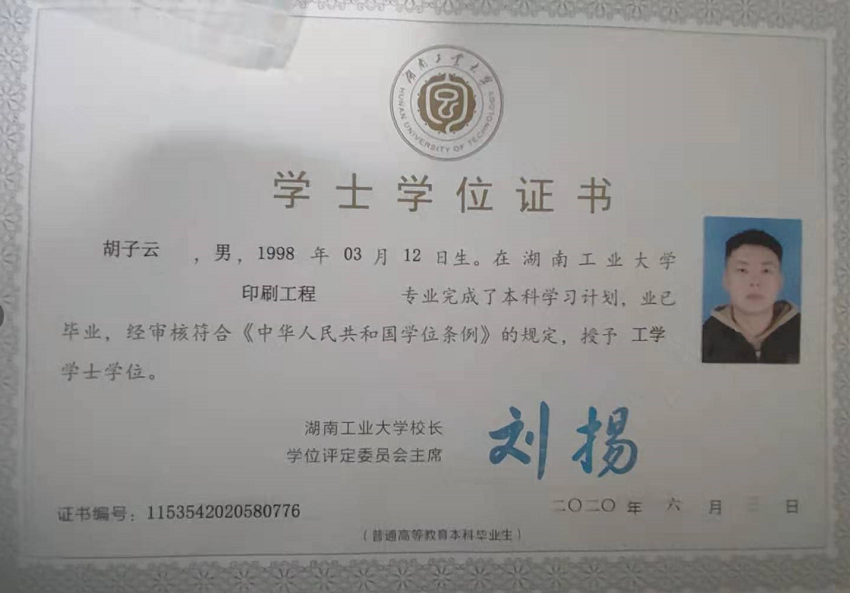 湖南工业大学
HUNAN UNIVERSITY OF TECHNOLOGY
学士学位证书
胡子云 ，男，1998 年 03 月 12 日生。在湖南工业大学
印刷工程 专业完成了本科学习计划，业已
毕业，经审核符合《中华人民共和国学位条例》的规定，授予 工学
学士学位。
湖南工业大学校长
学位评定委员会主席
刘扬
证书编号：1153542020580776
二〇二〇 年 六 月 三 日
（普通高等教育本科毕业生）